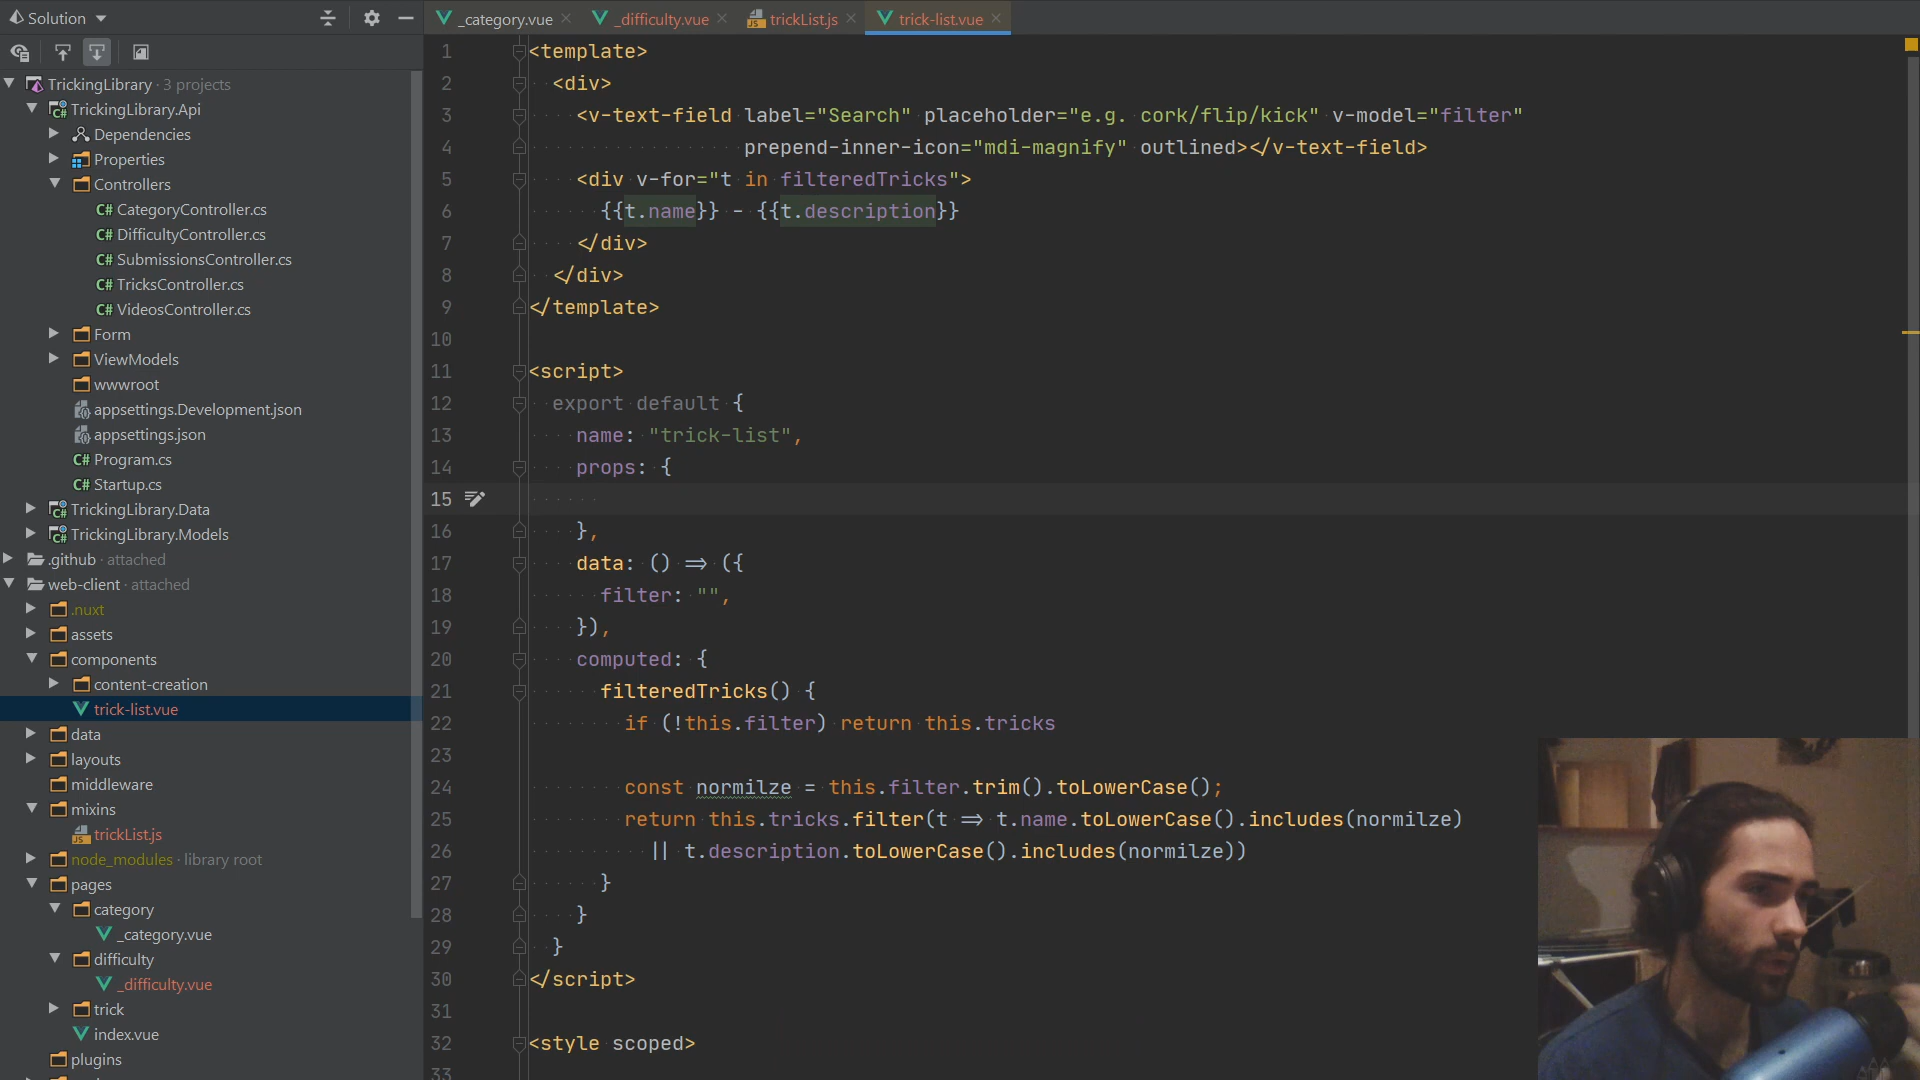 Solution
_category.vue
_difficulty.vue
trickList.js
trick-list.vue
TrickingLibrary · 3 projects
TrickingLibrary.Api
Dependencies
Properties
Controllers
C# CategoryController.cs
C# DifficultyController.cs
C# SubmissionsController.cs
C# TricksController.cs
C# VideosController.cs
Form
ViewModels
wwwroot
appsettings.Development.json
appsettings.json
C# Program.cs
C# Startup.cs
TrickingLibrary.Data
TrickingLibrary.Models
.github · attached
web-client · attached
.nuxt
assets
components
content-creation
trick-list.vue
data
layouts
middleware
mixins
trickList.js
node_modules · library root
pages
category
_category.vue
difficulty
_difficulty.vue
trick
index.vue
plugins
1 <template>
2 <div>
3 <v-text-field label="Search" placeholder="e.g. cork/flip/kick" v-model="filter"
4 prepend-inner-icon="mdi-magnify" outlined></v-text-field>
5 <div v-for="t in filteredTricks">
6 {{t.name}} - {{t.description}}
7 </div>
8 </div>
9 </template>
10
11 <script>
12 export default {
13 name: "trick-list",
14 props: {
15
16 },
17 data: () => ({
18 filter: "",
19 }),
20 computed: {
21 filteredTricks() {
22 if (!this.filter) return this.tricks
23
24 const normilze = this.filter.trim().toLowerCase();
25 return this.tricks.filter(t => t.name.toLowerCase().includes(normilze)
26 || t.description.toLowerCase().includes(normilze))
27 }
28 }
29 }
30 </script>
31
32 <style scoped>
33